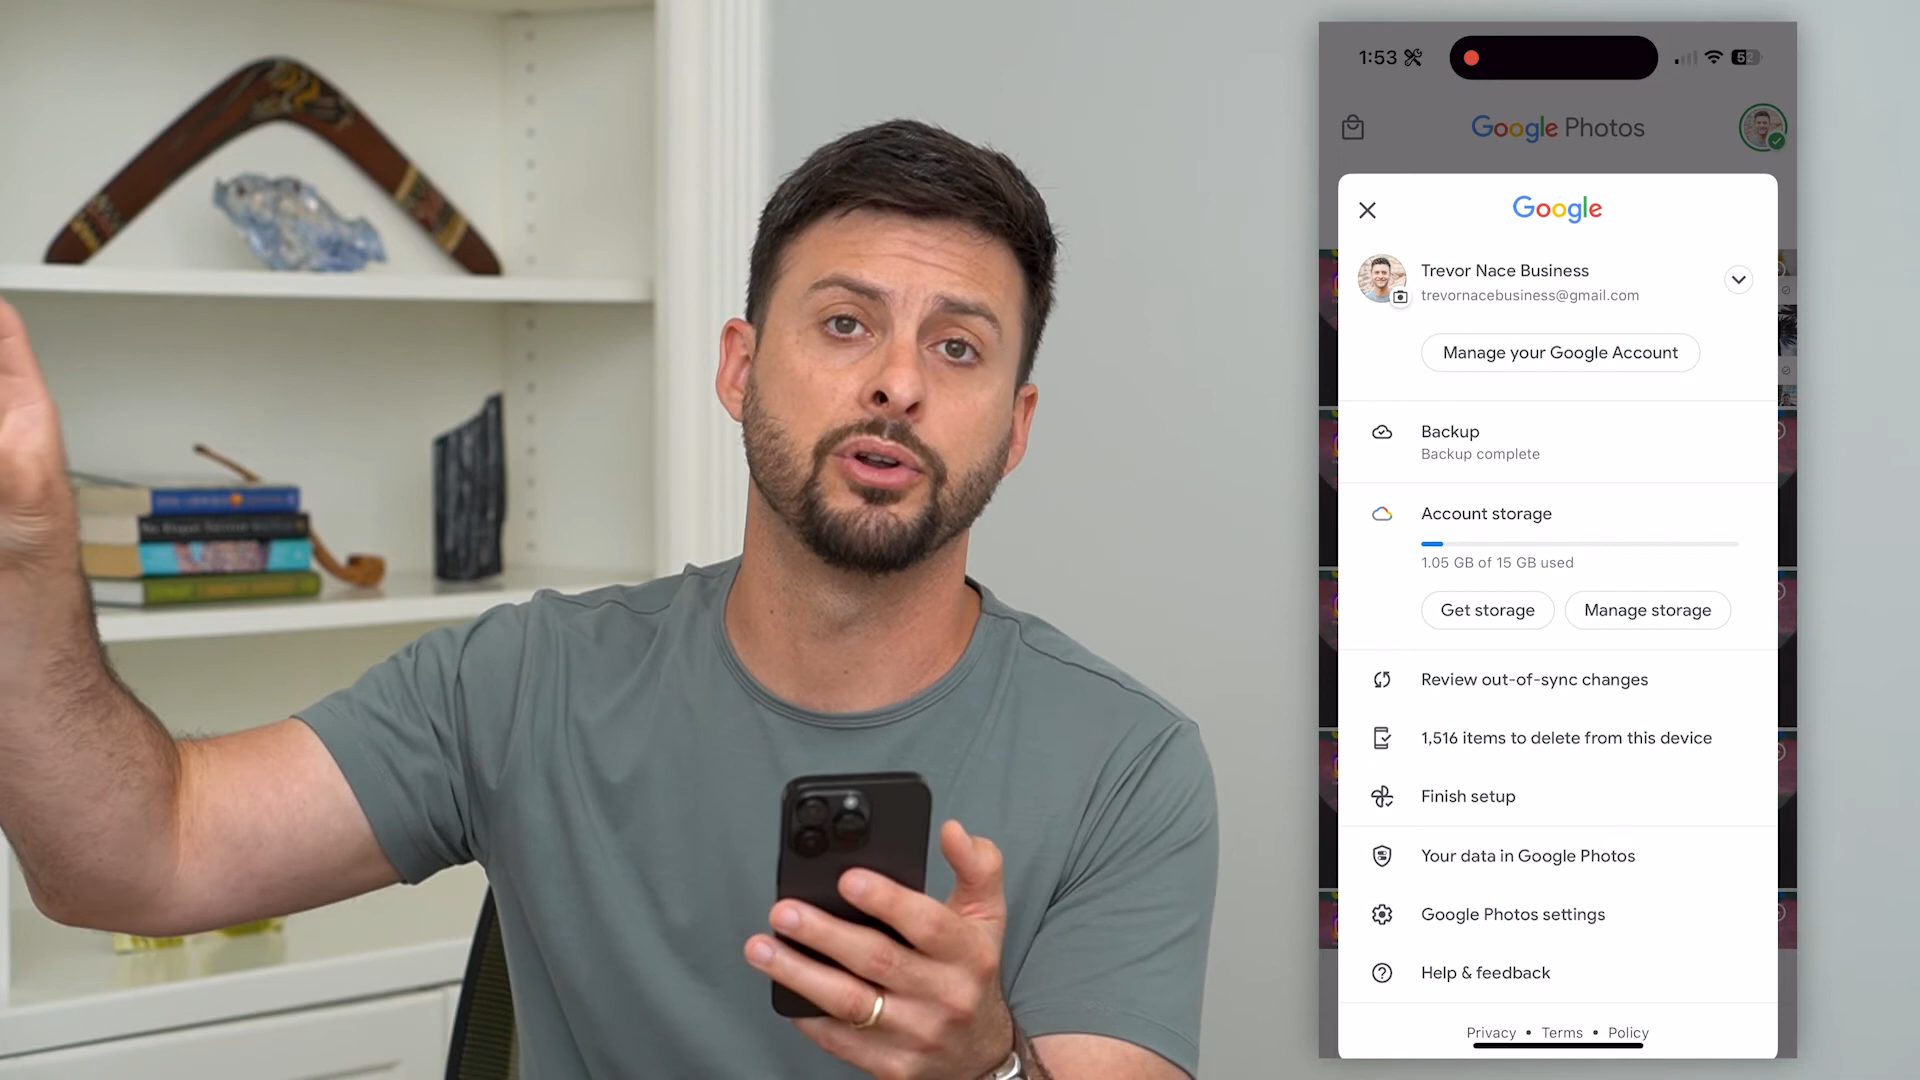 1:53
52
Google Photos
Google
Trevor Nace Business
trevornacebusiness@gmail.com
Manage your Google Account
Backup
Backup complete
Account storage
1.05 GB of 15 GB used
Get storage
Manage storage
Review out-of-sync changes
1,516 items to delete from this device
Finish setup
Your data in Google Photos
Google Photos settings
Help & feedback
Privacy • Terms • Policy